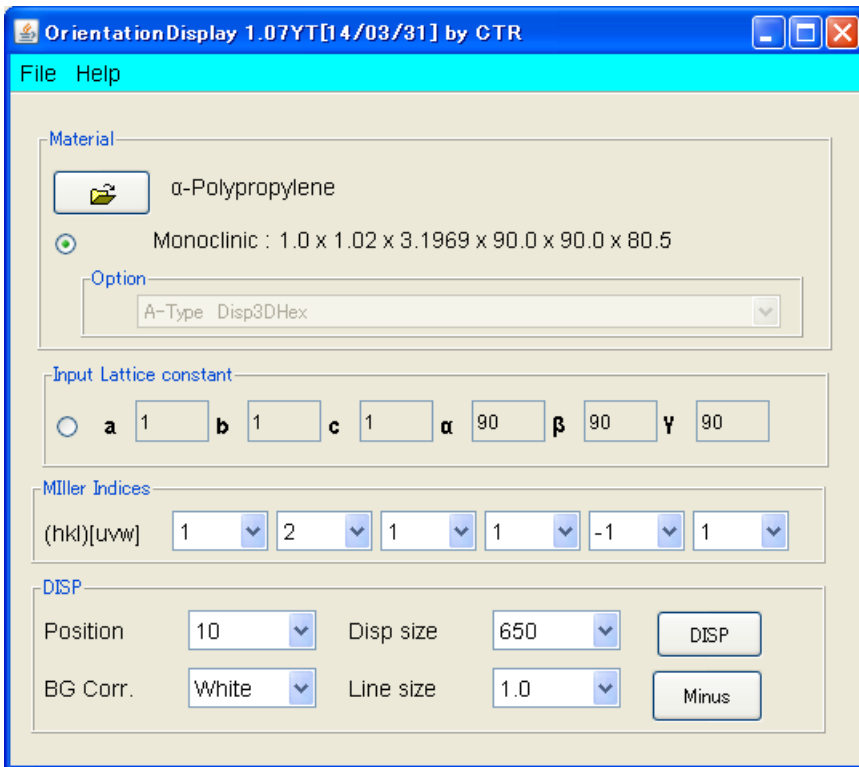 OrientationDisplay 1.07YT[14/03/31] by CTR
File Help
Material
α-Polypropylene
Monoclinic : 1.0 x 1.02 x 3.1969 x 90.0 x 90.0 x 80.5
Option
A-Type Disp3DHex
Input Lattice constant
a 1 b 1 c 1 α 90 β 90 γ 90
MIller Indices
(hkl)[uvw] 1 2 1 1 -1 1
DISP
Position 10 Disp size 650 DISP
BG Corr. White Line size 1.0 Minus